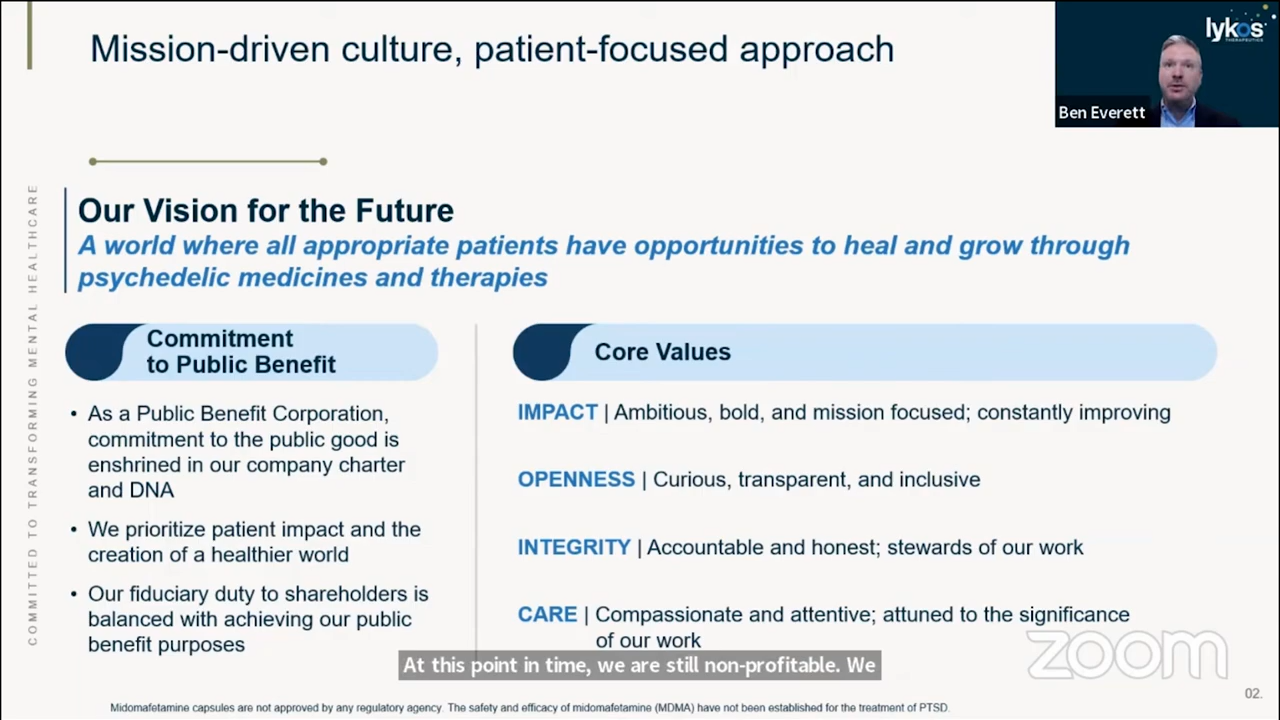 Mission-driven culture, patient-focused approach
lykos
THERAPEUTICS
Ben Everett
COMMITTED TO TRANSFORMING MENTAL HEALTHCARE
Our Vision for the Future
A world where all appropriate patients have opportunities to heal and grow through
psychedelic medicines and therapies
Commitment
to Public Benefit
• As a Public Benefit Corporation,
commitment to the public good is
enshrined in our company charter
and DNA
• We prioritize patient impact and the
creation of a healthier world
• Our fiduciary duty to shareholders is
balanced with achieving our public
benefit purposes
Core Values
IMPACT | Ambitious, bold, and mission focused; constantly improving
OPENNESS | Curious, transparent, and inclusive
INTEGRITY | Accountable and honest; stewards of our work
CARE | Compassionate and attentive; attuned to the significance
of our work
At this point in time, we are still non-profitable. We
zoom
02.
Midomafetamine capsules are not approved by any regulatory agency. The safety and efficacy of midomafetamine (MDMA) have not been established for the treatment of PTSD.